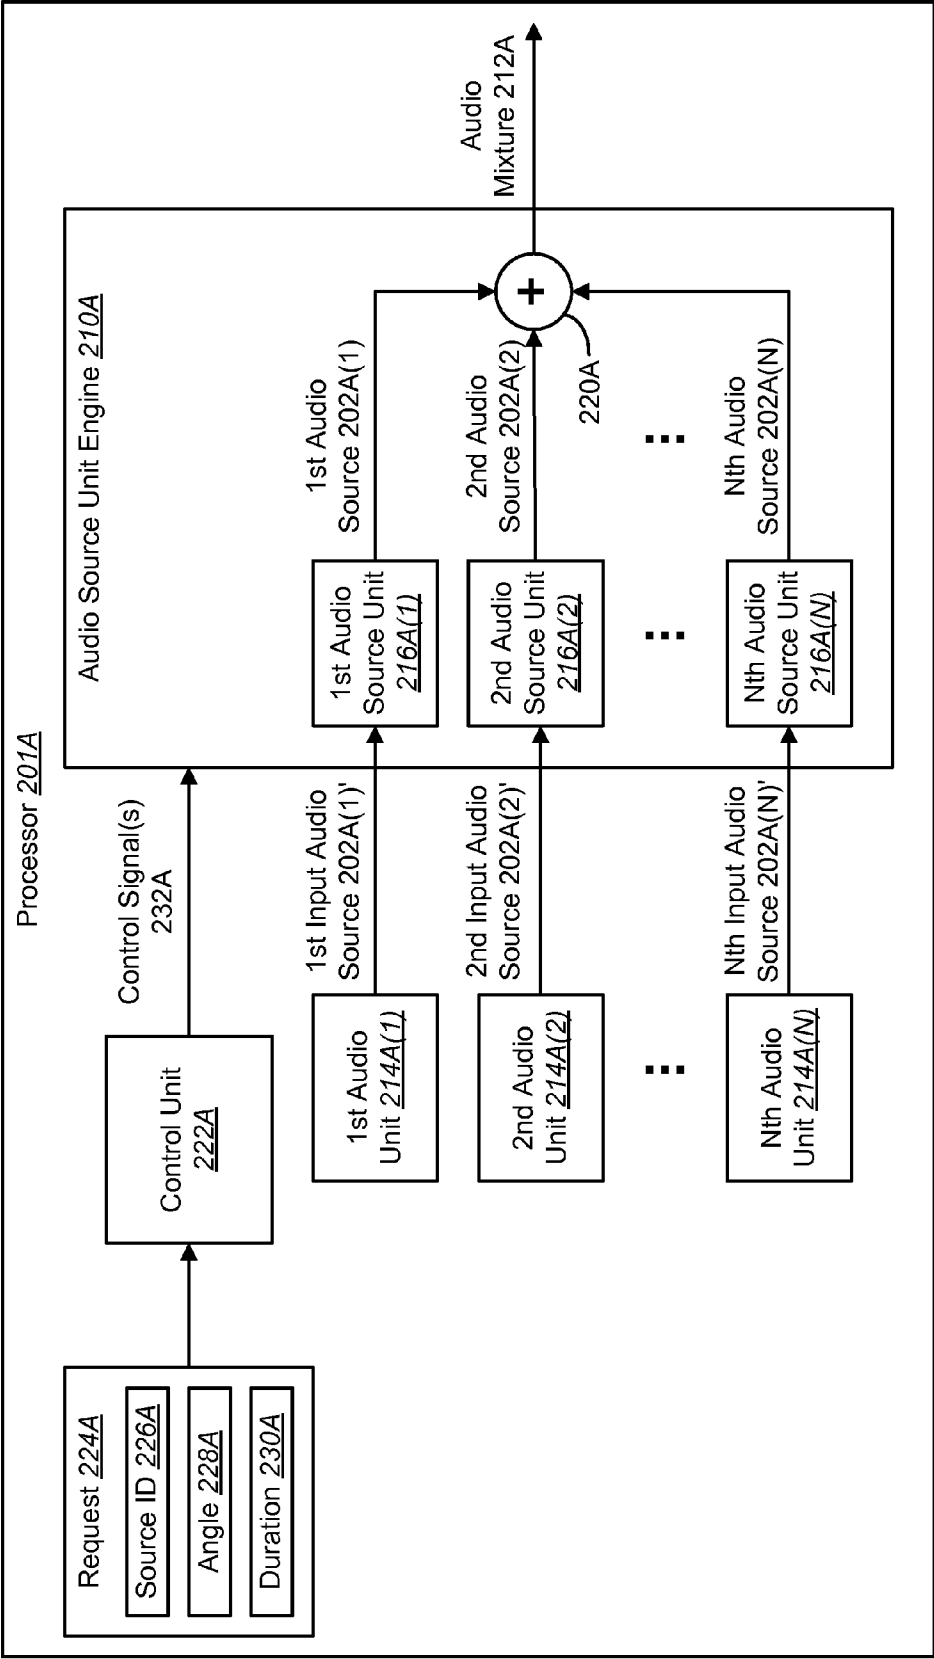 Processor 201A
Request 224A
Source ID 226A
Angle 228A
Duration 230A
Control Unit
222A
Control Signal(s)
232A
Audio Source Unit Engine 210A
1st Audio
Unit 214A(1)
1st Input Audio
Source 202A(1)'
1st Audio
Source Unit
216A(1)
1st Audio
Source 202A(1)
2nd Audio
Unit 214A(2)
2nd Input Audio
Source 202A(2)'
2nd Audio
Source Unit
216A(2)
2nd Audio
Source 202A(2)
+
220A
Audio
Mixture 212A
...
...
...
Nth Audio
Unit 214A(N)
Nth Input Audio
Source 202A(N)'
Nth Audio
Source Unit
216A(N)
Nth Audio
Source 202A(N)